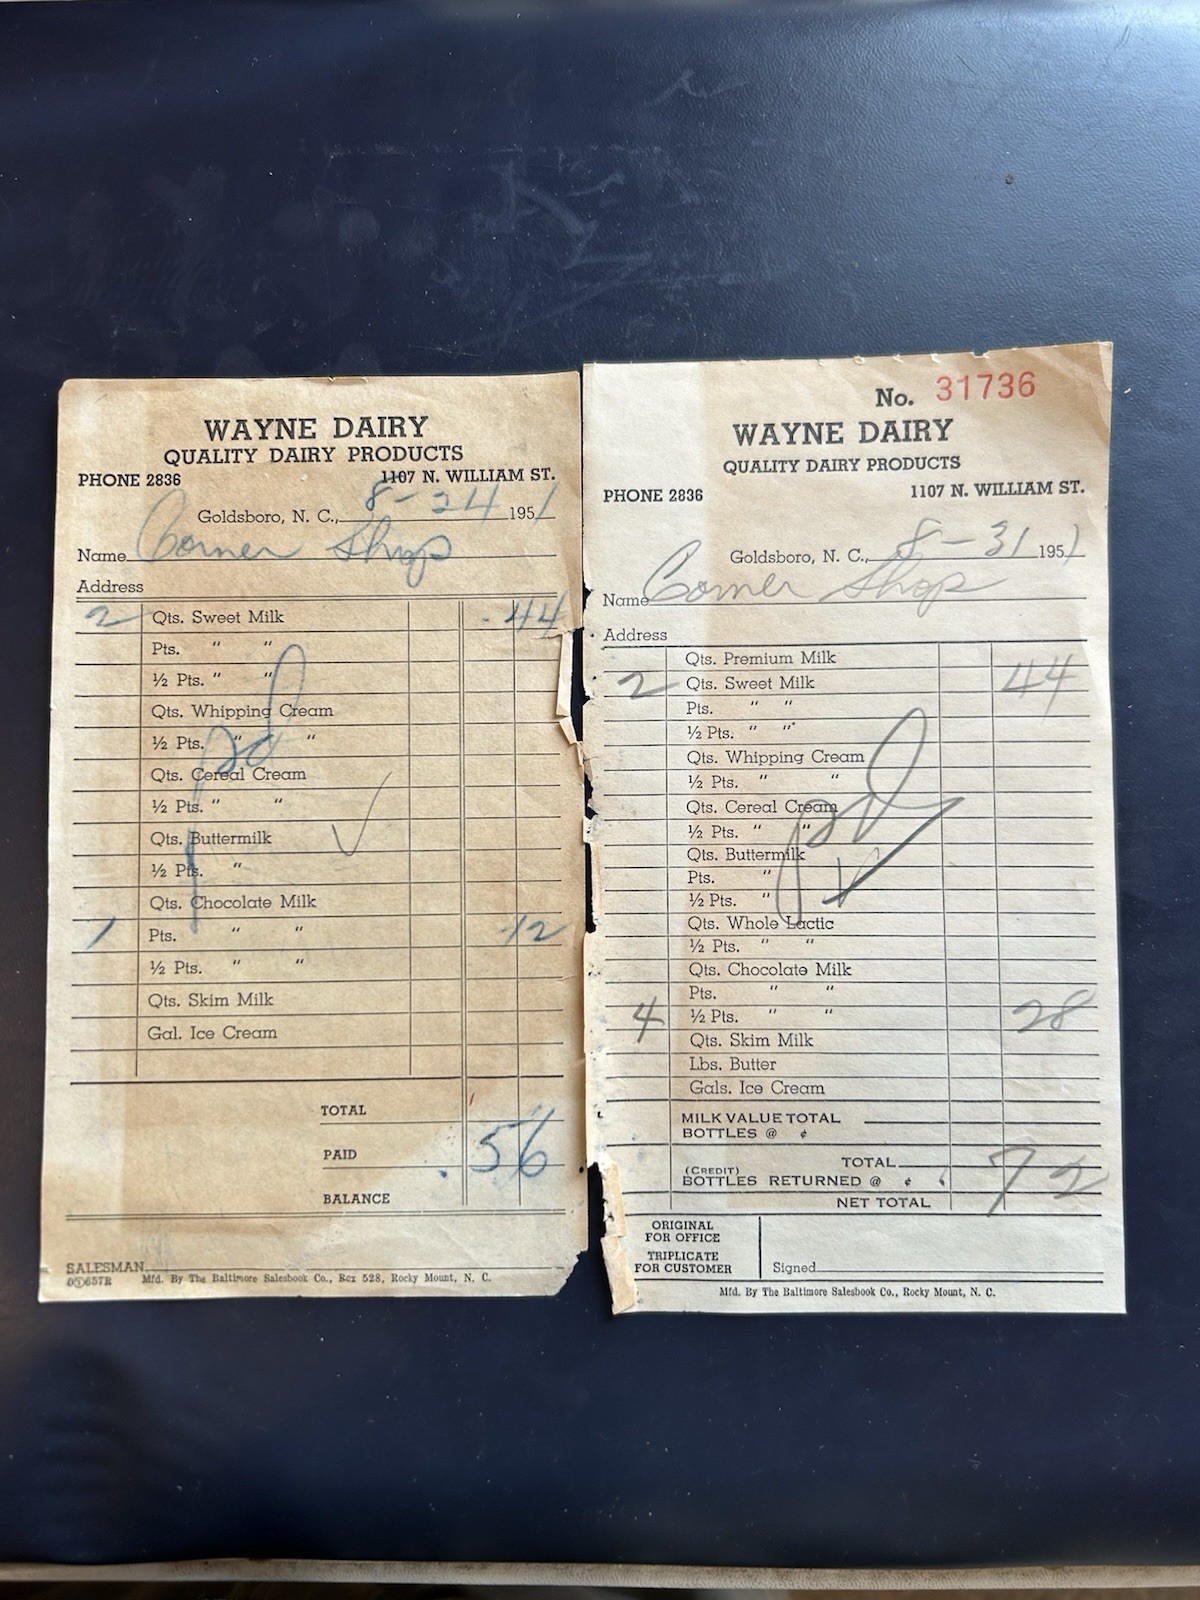 WAYNE DAIRY
QUALITY DAIRY PRODUCTS
PHONE 2836 1107 N. WILLIAM ST.
Goldsboro, N. C., 8-24 1951
Name Corner Shop
Address
2 Qts. Sweet Milk .44
Pts. " "
½ Pts. " "
Qts. Whipping Cream
½ Pts. " "
Qts. Cereal Cream
½ Pts. " "
Qts. Buttermilk
½ Pts. "
Qts. Chocolate Milk
1 Pts. " " 12
½ Pts. " "
Qts. Skim Milk
Gal. Ice Cream
pd
TOTAL
PAID .56
BALANCE
SALESMAN
Mfd. By The Baltimore Salesbook Co., Box 528, Rocky Mount, N. C.
No. 31736
WAYNE DAIRY
QUALITY DAIRY PRODUCTS
PHONE 2836 1107 N. WILLIAM ST.
Goldsboro, N. C., 8-31 1951
Name Corner Shop
Address
Qts. Premium Milk
2 Qts. Sweet Milk 44
Pts. " "
½ Pts. " "
Qts. Whipping Cream
½ Pts. " "
Qts. Cereal Cream
½ Pts. " "
Qts. Buttermilk
Pts. "
½ Pts. "
Qts. Whole Lactic
½ Pts. " "
Qts. Chocolate Milk
Pts. " "
4 ½ Pts. " " 28
Qts. Skim Milk
Lbs. Butter
Gals. Ice Cream
pd
MILK VALUE TOTAL
BOTTLES @ ¢
TOTAL 72
(CREDIT)
BOTTLES RETURNED @ ¢
NET TOTAL
ORIGINAL
FOR OFFICE
TRIPLICATE
FOR CUSTOMER
Signed
Mfd. By The Baltimore Salesbook Co., Rocky Mount, N. C.